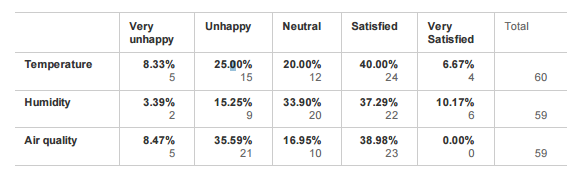 Very unhappy Unhappy Neutral Satisfied Very Satisfied Total
Temperature 8.33% 25.00% 20.00% 40.00% 6.67%
5 15 12 24 4 60
Humidity 3.39% 15.25% 33.90% 37.29% 10.17%
2 9 20 22 6 59
Air quality 8.47% 35.59% 16.95% 38.98% 0.00%
5 21 10 23 0 59